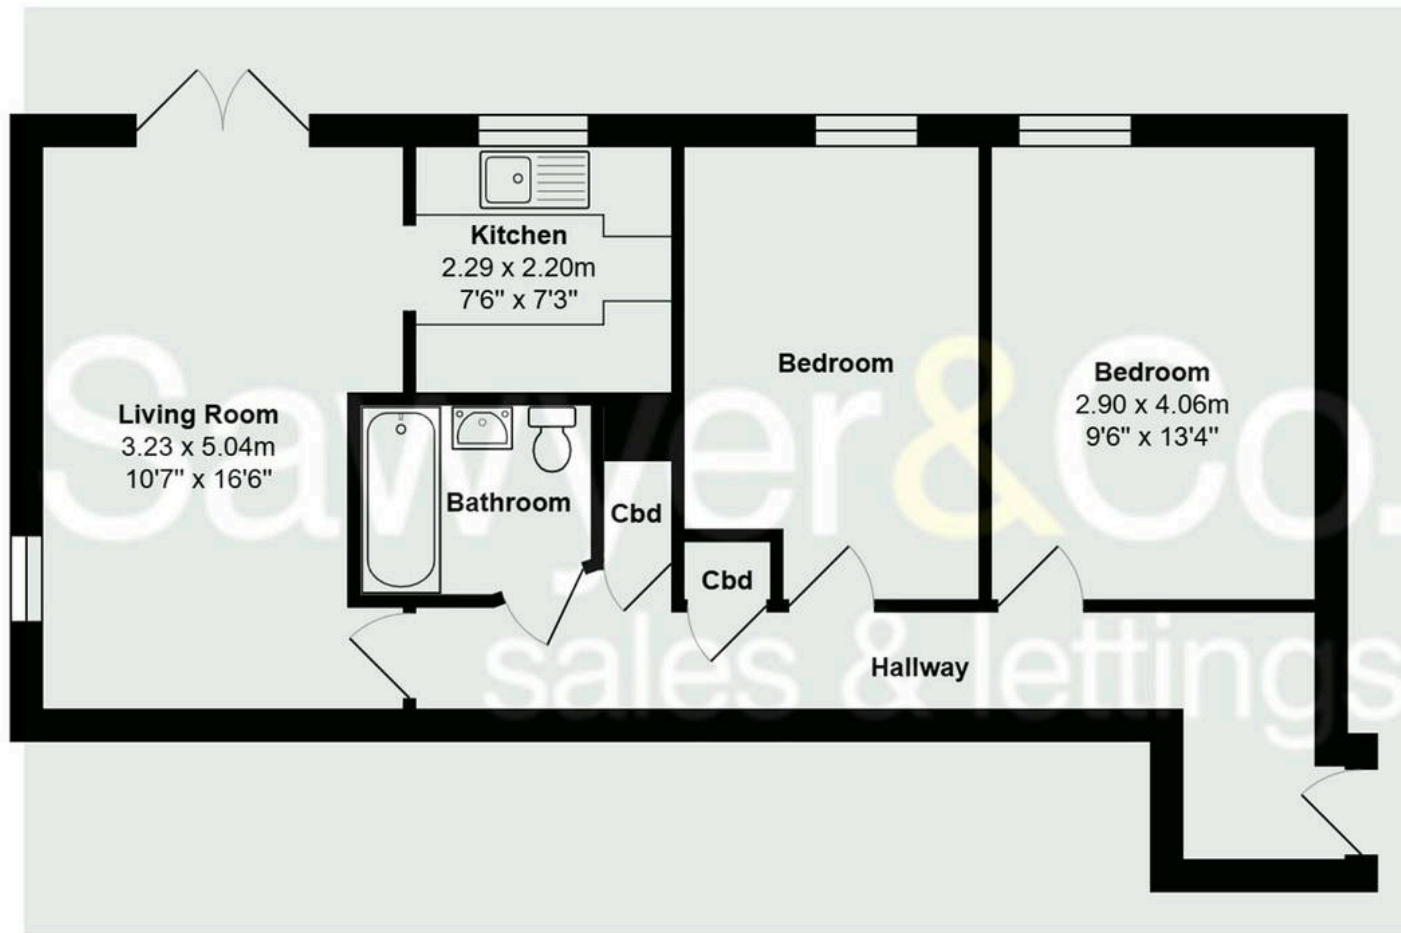 Kitchen
2.29 x 2.20m
7'6" x 7'3"
Bedroom
Bedroom
2.90 x 4.06m
9'6" x 13'4"
Living Room
3.23 x 5.04m
10'7" x 16'6"
Bathroom
Cbd
Cbd
Hallway
Sawyer&Co.
sales & lettings